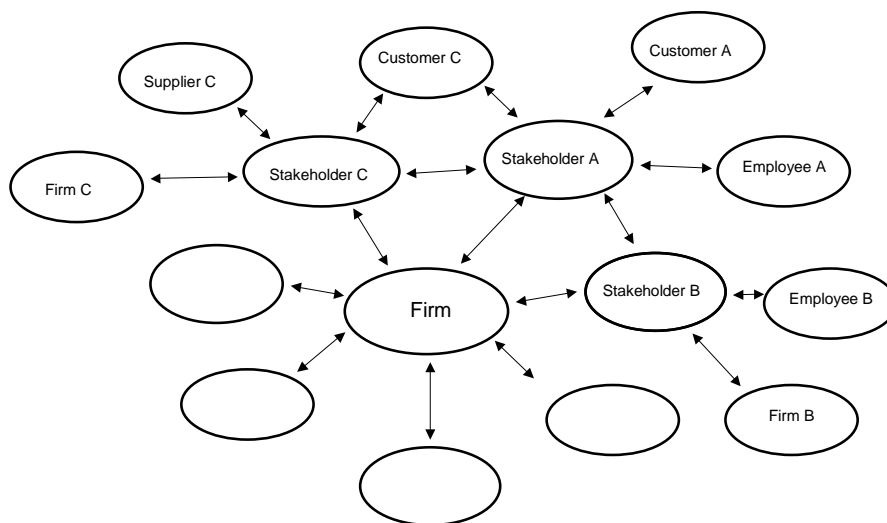 Customer A
Customer C
Supplier C
Stakeholder A
Employee A
Stakeholder C
Firm C
Stakeholder B
Employee B
Firm
Firm B